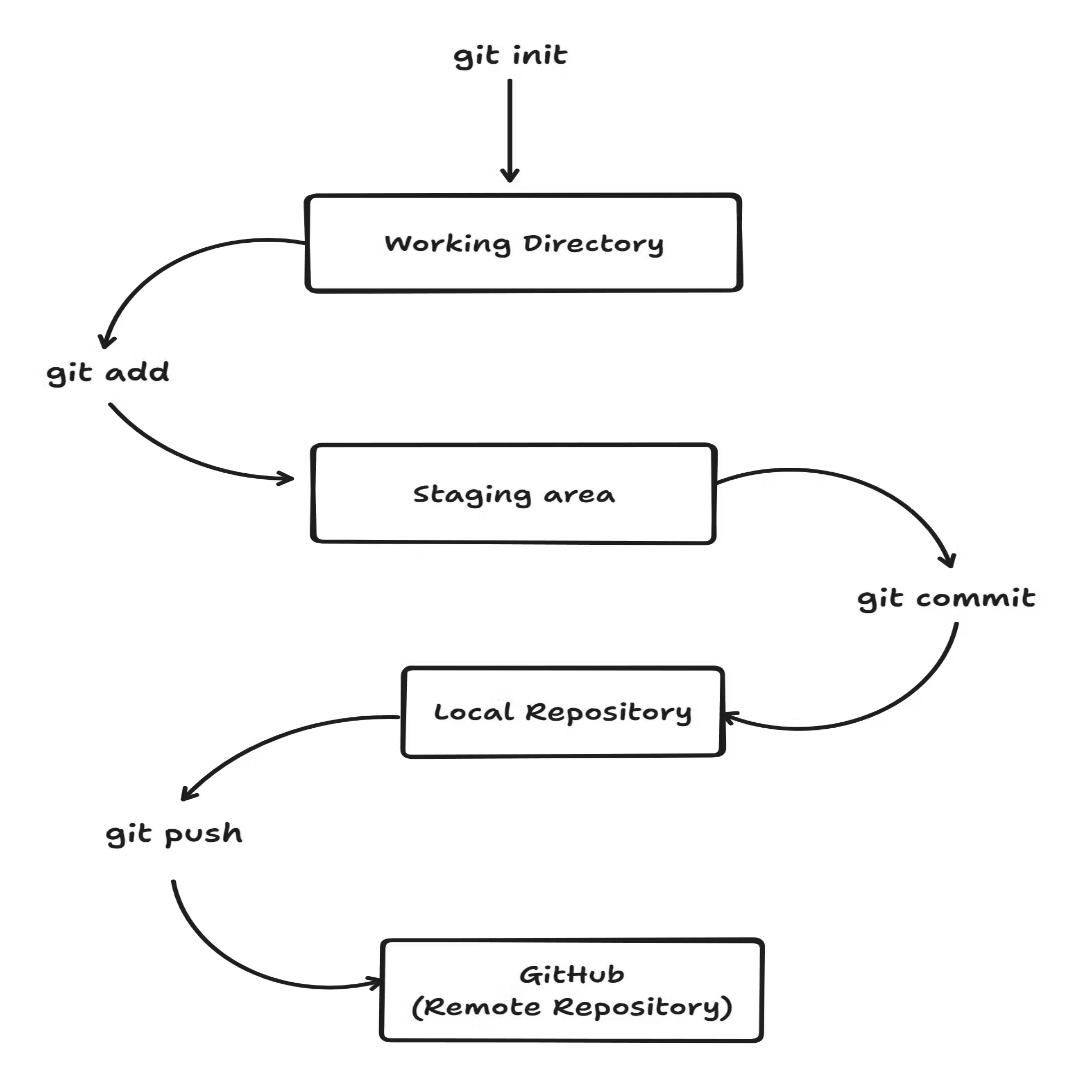 git init
Working Directory
git add
Staging area
git commit
Local Repository
git push
GitHub
(Remote Repository)